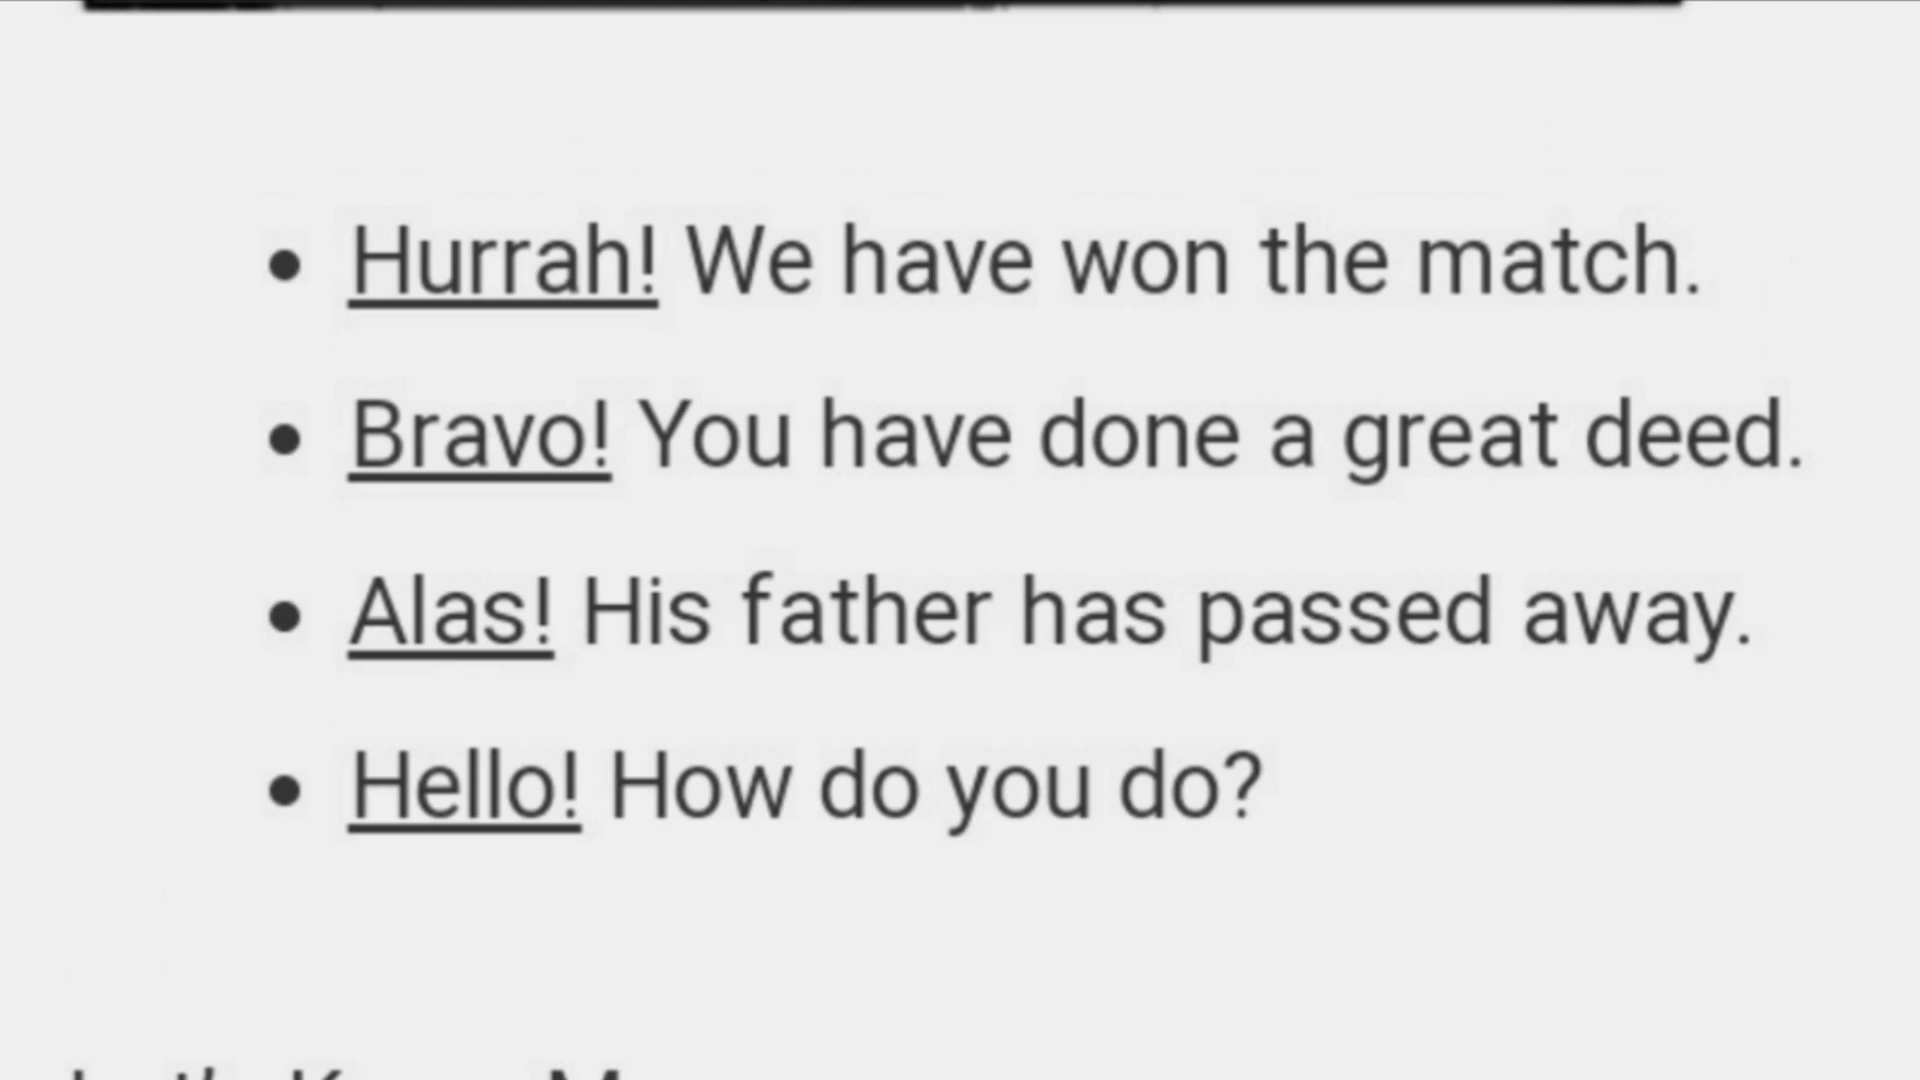 • Hurrah! We have won the match.
• Bravo! You have done a great deed.
• Alas! His father has passed away.
• Hello! How do you do?